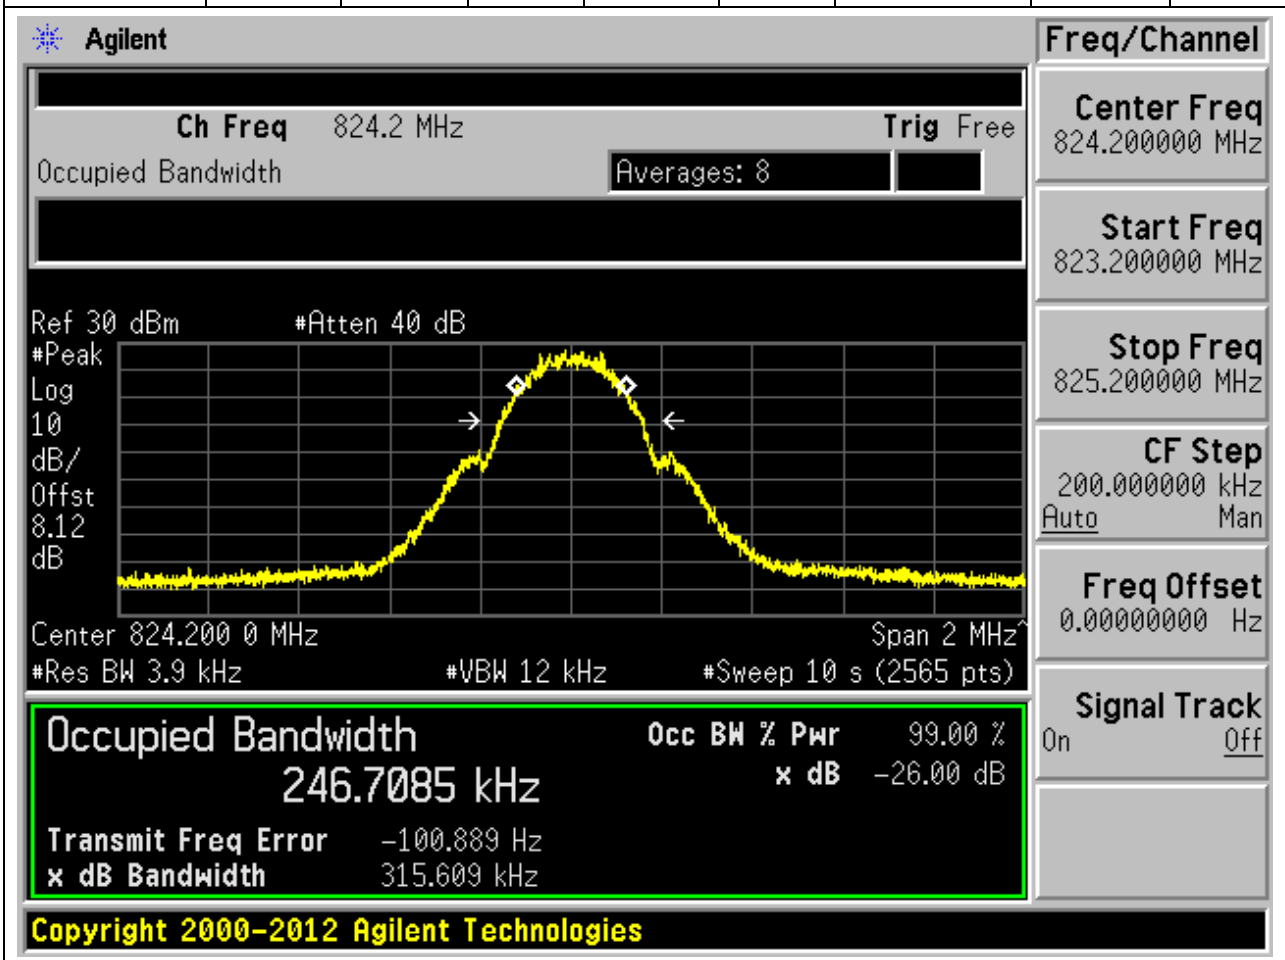 Agilent
Freq/Channel
Ch Freq 824.2 MHz Trig Free
Occupied Bandwidth Averages: 8
Center Freq
824.200000 MHz
Start Freq
823.200000 MHz
Stop Freq
825.200000 MHz
CF Step
200.000000 kHz
Auto Man
Freq Offset
0.00000000 Hz
Signal Track
On Off
Ref 30 dBm #Atten 40 dB
#Peak
Log
10
dB/
Offst
8.12
dB
Center 824.200 0 MHz Span 2 MHz^
#Res BW 3.9 kHz #VBW 12 kHz #Sweep 10 s (2565 pts)
Occupied Bandwidth Occ BW % Pwr 99.00 %
246.7085 kHz x dB -26.00 dB
Transmit Freq Error -100.889 Hz
x dB Bandwidth 315.609 kHz
Copyright 2000-2012 Agilent Technologies